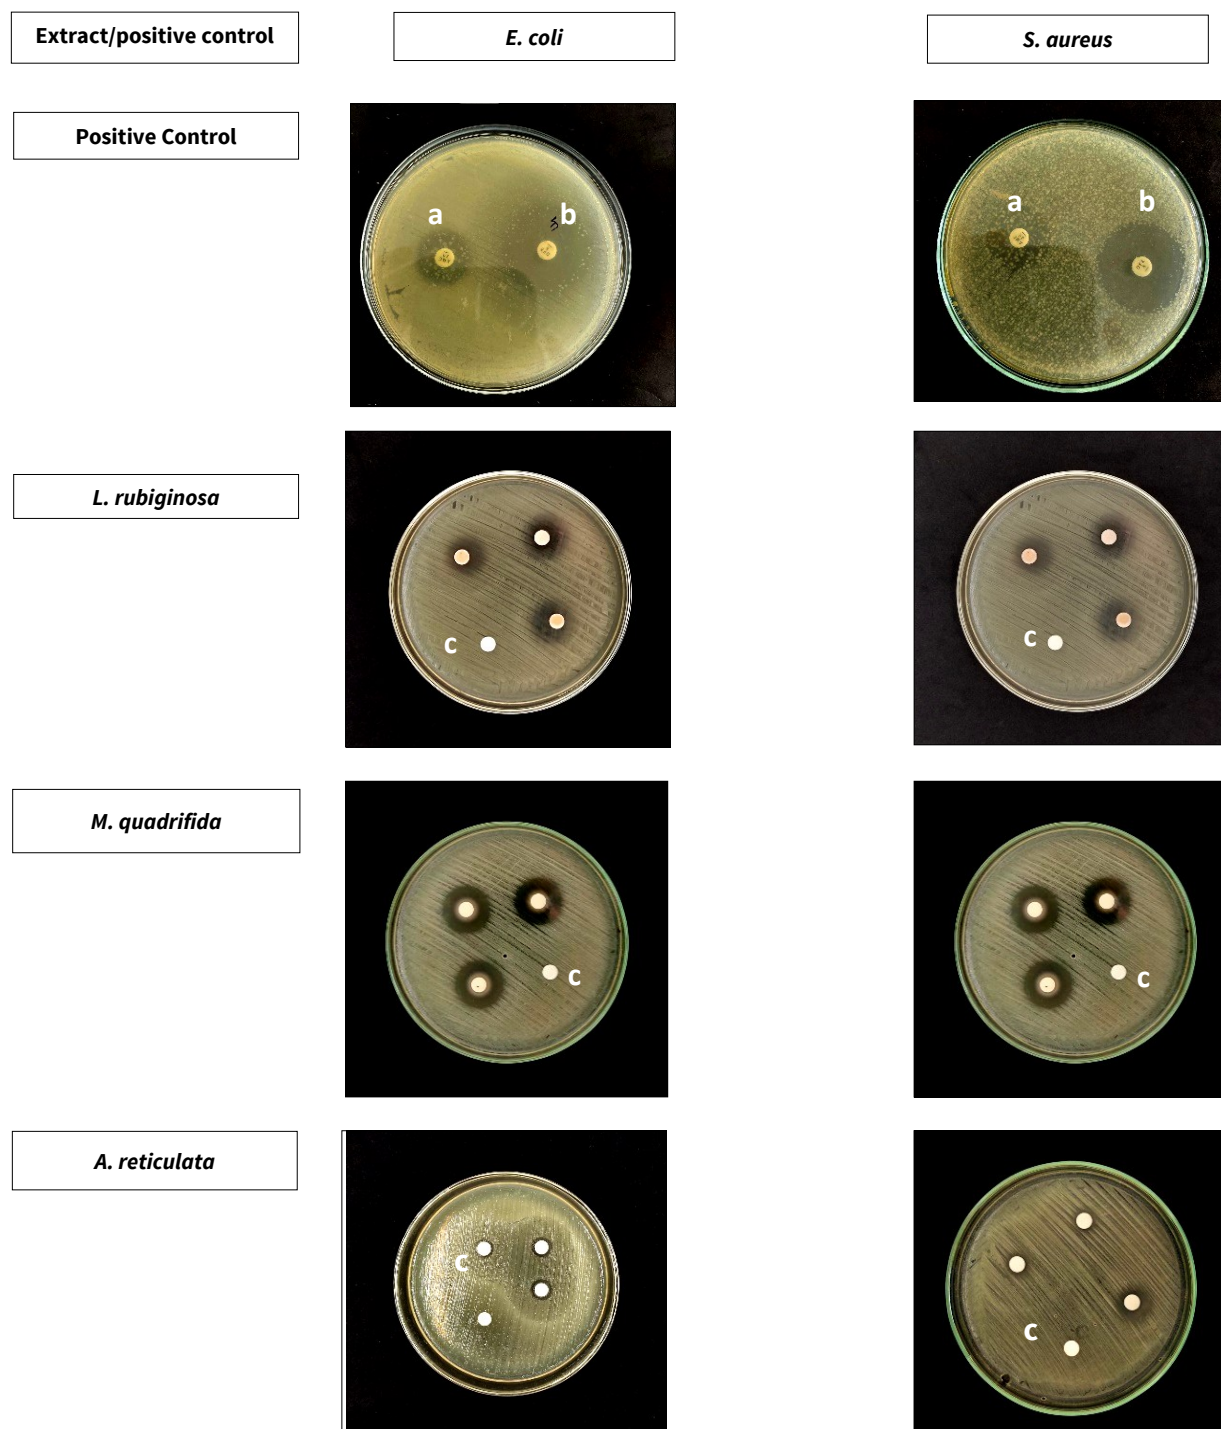 Extract/positive control
E. coli
S. aureus
Positive Control
a
b
a
b
L. rubiginosa
c
c
M. quadrifida
c
c
A. reticulata
c
c